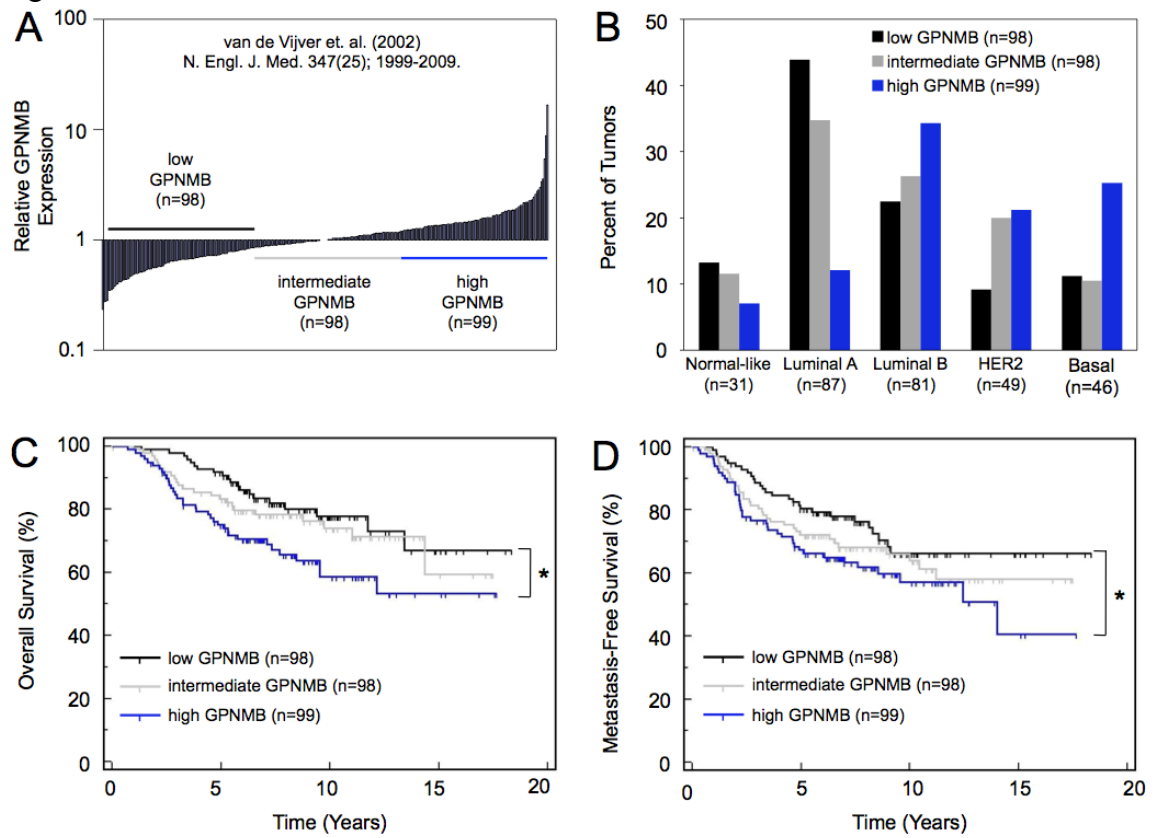 A
100
van de Vijver et. al. (2002)
N. Engl. J. Med. 347(25); 1999-2009.
Relative GPNMB
Expression
10
low
GPNMB
(n=98)
1
intermediate
GPNMB
(n=98)
high
GPNMB
(n=99)
0.1
B
50
40
30
20
10
0
Percent of Tumors
low GPNMB (n=98)
intermediate GPNMB (n=98)
high GPNMB (n=99)
Normal-like
(n=31)
Luminal A
(n=87)
Luminal B
(n=81)
HER2
(n=49)
Basal
(n=46)
C
100
80
60
40
20
0
Overall Survival (%)
*
low GPNMB (n=98)
intermediate GPNMB (n=98)
high GPNMB (n=99)
0 5 10 15 20
Time (Years)
D
100
80
60
40
20
0
Metastasis-Free Survival (%)
*
low GPNMB (n=98)
intermediate GPNMB (n=98)
high GPNMB (n=99)
0 5 10 15 20
Time (Years)